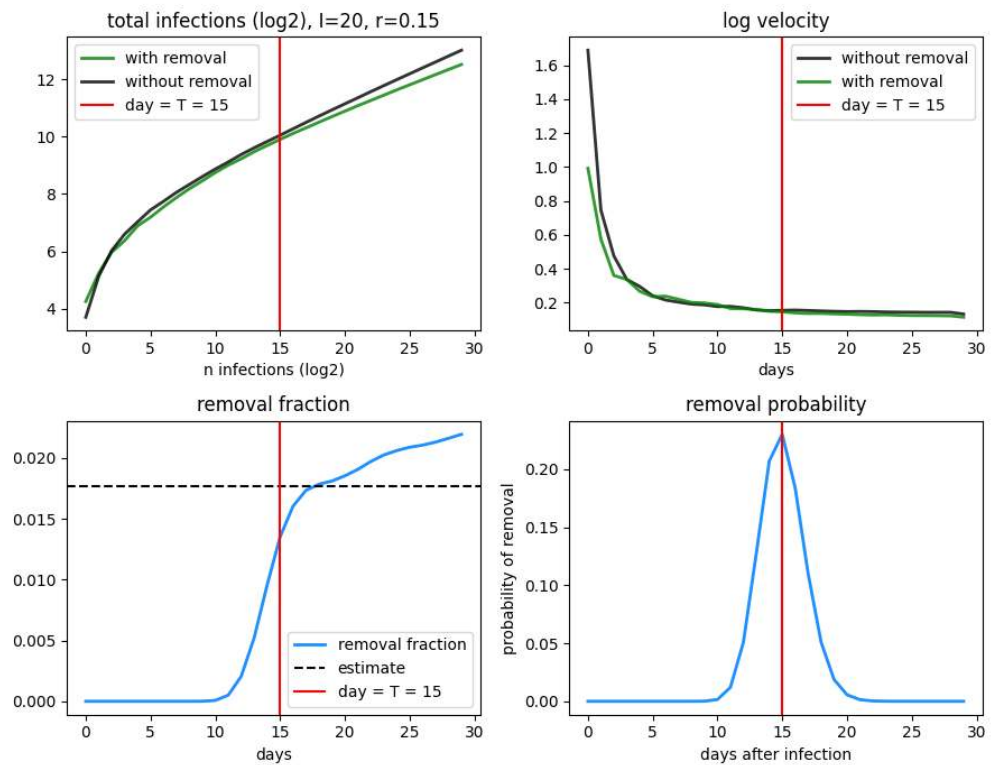 total infections (log2), I=20, r=0.15
with removal
without removal
day = T = 15
12
10
8
6
4
0 5 10 15 20 25 30
n infections (log2)
log velocity
without removal
with removal
day = T = 15
1.6
1.4
1.2
1.0
0.8
0.6
0.4
0.2
0 5 10 15 20 25 30
days
removal fraction
0.020
0.015
0.010
0.005
0.000
removal fraction
estimate
day = T = 15
0 5 10 15 20 25 30
days
removal probability
probability of removal
0.20
0.15
0.10
0.05
0.00
0 5 10 15 20 25 30
days after infection